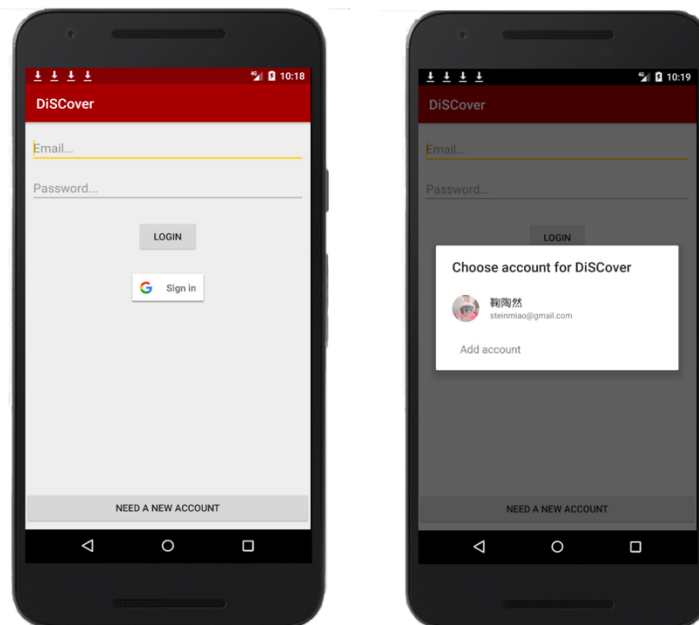 10:18
DiSCover
Email...
Password...
LOGIN
G Sign in
NEED A NEW ACCOUNT
10:19
DiSCover
Email...
Password...
LOGIN
Choose account for DiSCover
鞠陶然
steinmiao@gmail.com
Add account
NEED A NEW ACCOUNT